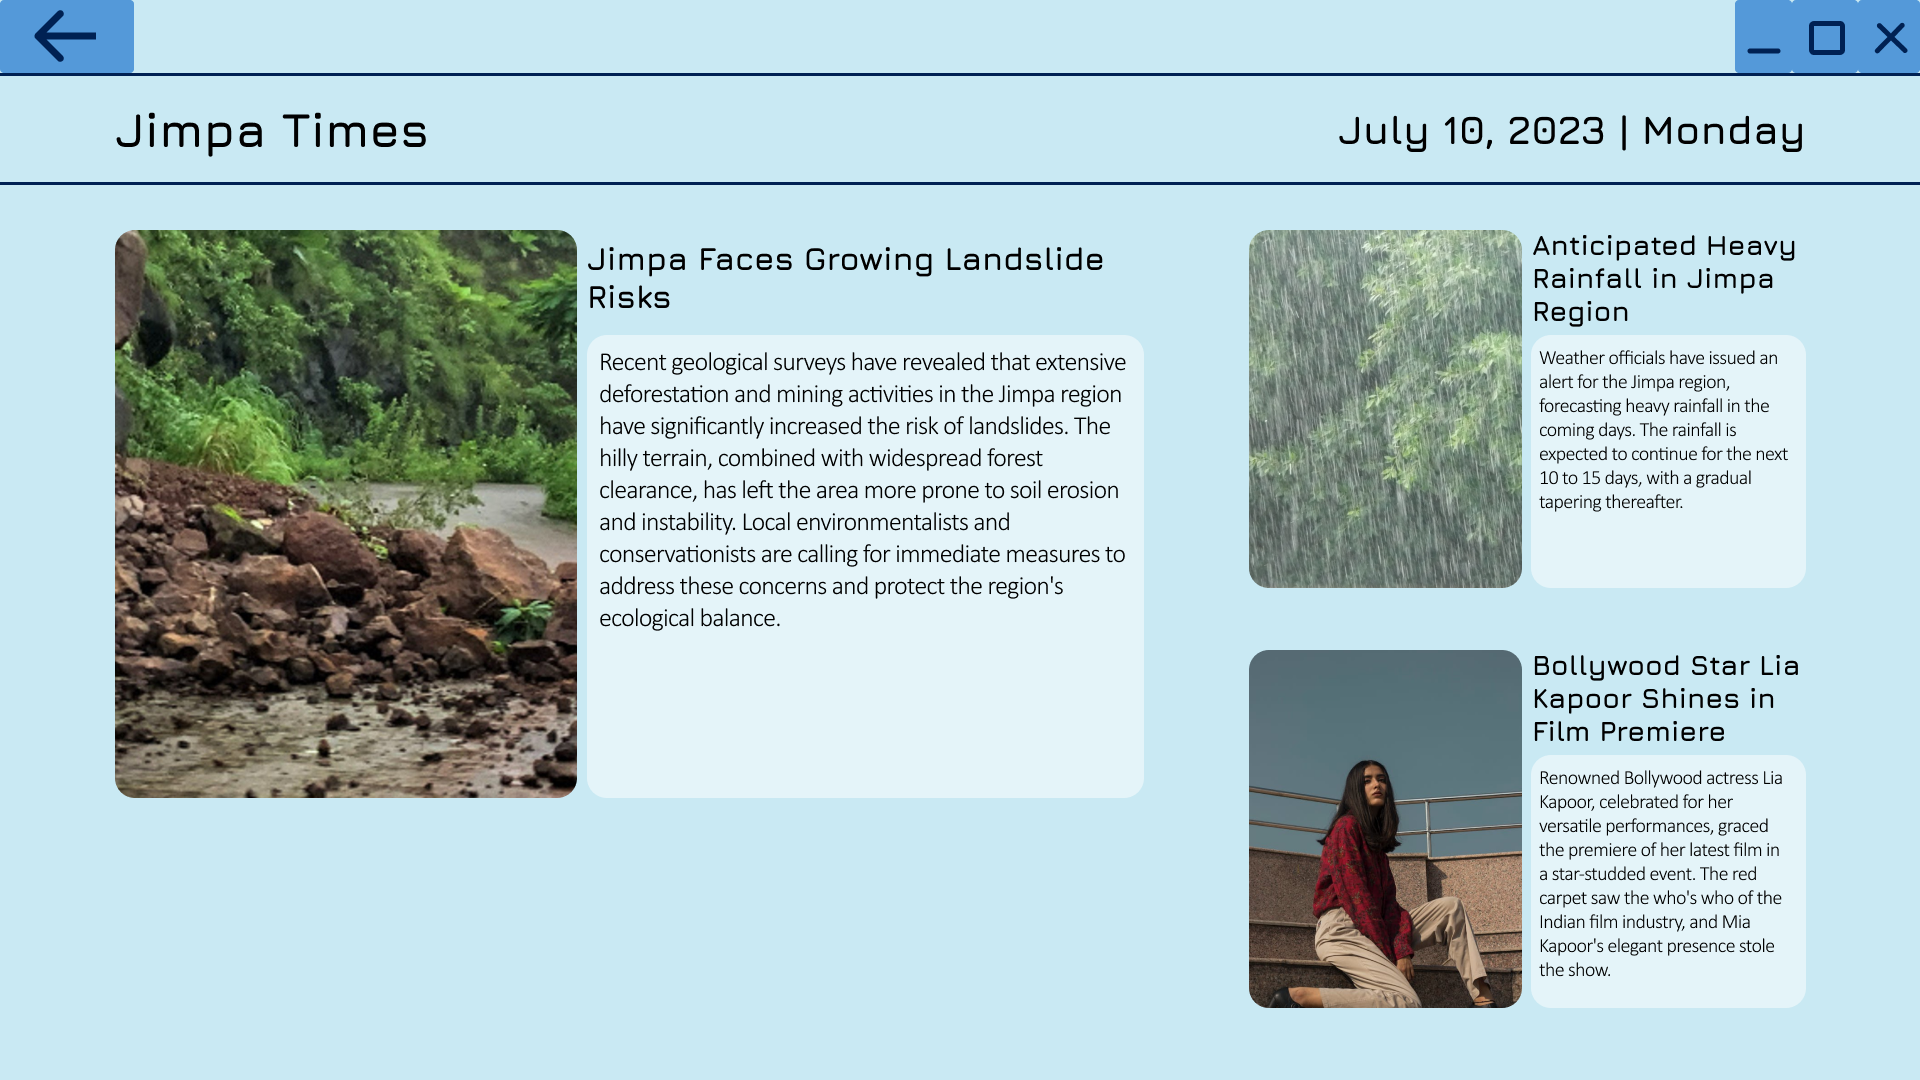 Jimpa Times
July 10, 2023 | Monday
Jimpa Faces Growing Landslide
Risks
Recent geological surveys have revealed that extensive
deforestation and mining activities in the Jimpa region
have significantly increased the risk of landslides. The
hilly terrain, combined with widespread forest
clearance, has left the area more prone to soil erosion
and instability. Local environmentalists and
conservationists are calling for immediate measures to
address these concerns and protect the region's
ecological balance.
Anticipated Heavy
Rainfall in Jimpa
Region
Weather officials have issued an
alert for the Jimpa region,
forecasting heavy rainfall in the
coming days. The rainfall is
expected to continue for the next
10 to 15 days, with a gradual
tapering thereafter.
Bollywood Star Lia
Kapoor Shines in
Film Premiere
Renowned Bollywood actress Lia
Kapoor, celebrated for her
versatile performances, graced
the premiere of her latest film in
a star-studded event. The red
carpet saw the who's who of the
Indian film industry, and Mia
Kapoor's elegant presence stole
the show.